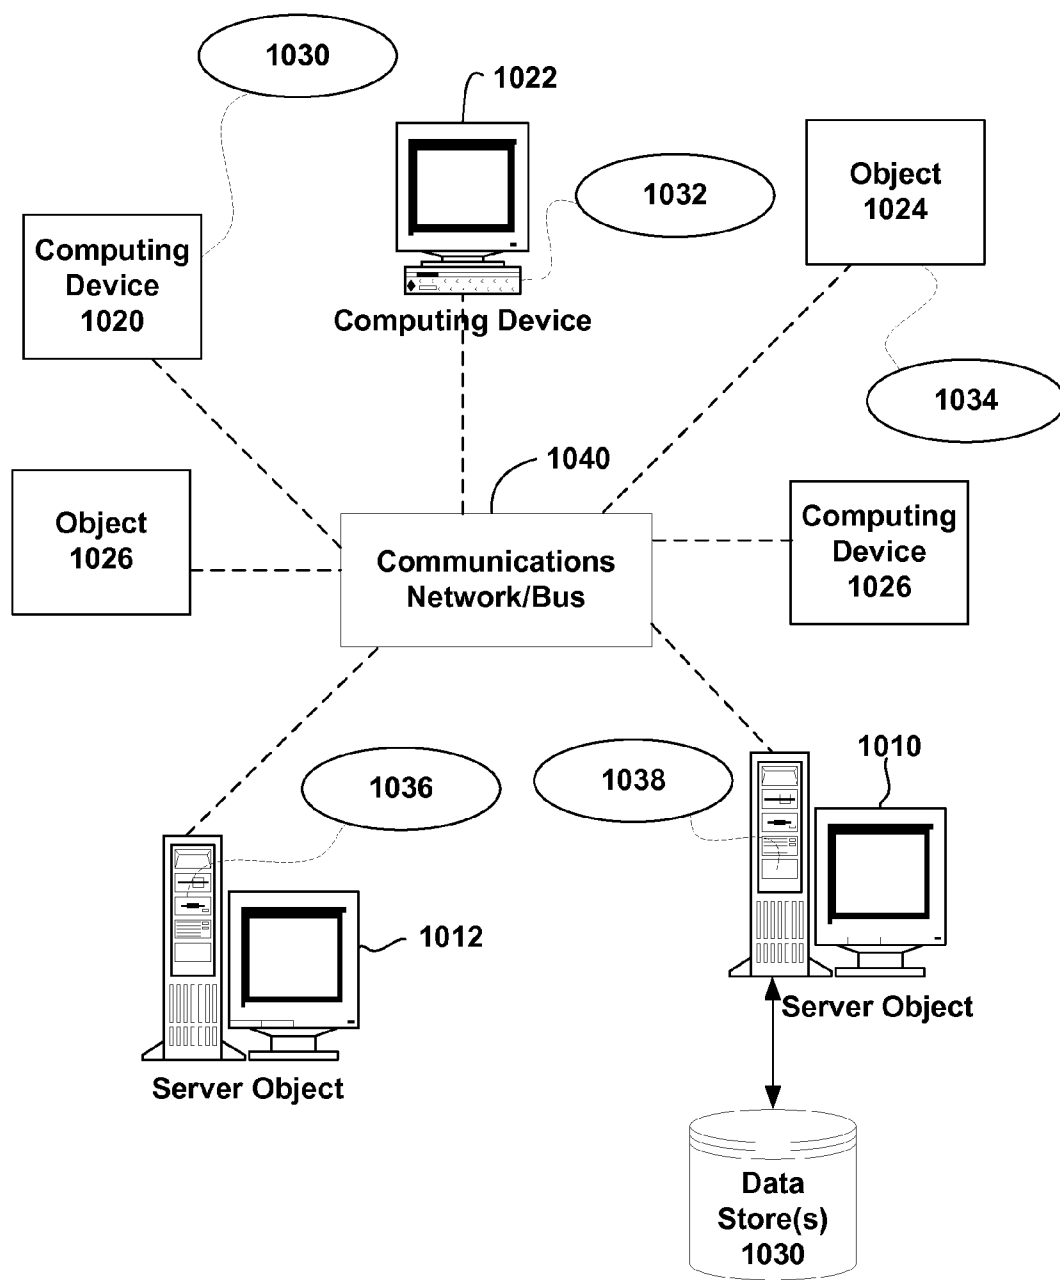 1030
1022
1032
Object
1024
Computing
Device
1020
Computing Device
1034
1040
Object
1026
Communications
Network/Bus
Computing
Device
1026
1036
1038
1010
1012
Server Object
Server Object
Data
Store(s)
1030